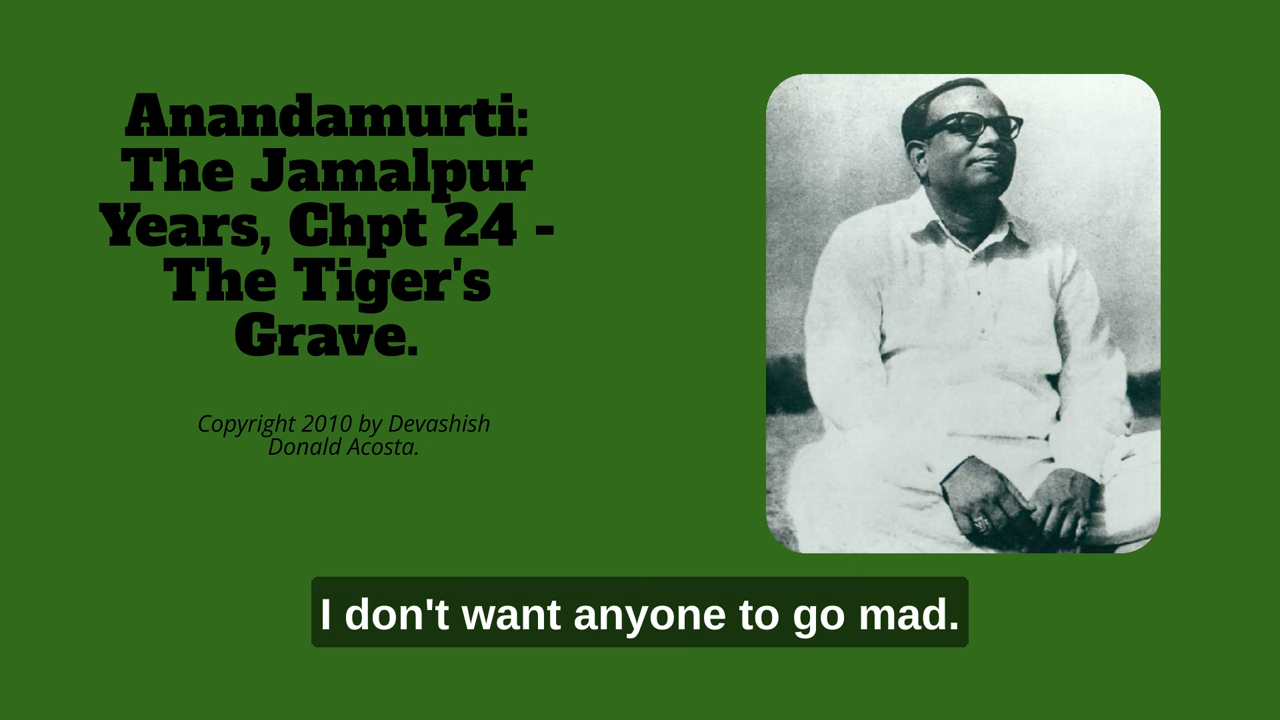 Anandamurti:
The Jamalpur
Years, Chpt 24 -
The Tiger's
Grave.
Copyright 2010 by Devashish
Donald Acosta.
I don't want anyone to go mad.